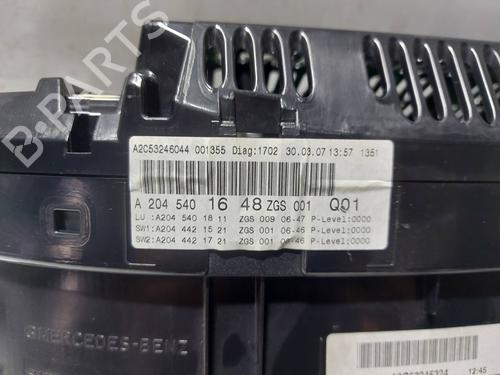 A2C53246044 001355 Diag:1702 30.03.07 13:57 1351
A 204 540 16 48 ZGS 001 Q01
LU :A204 540 18 11 ZGS 009 06-47 P-Level:0000
SW1:A204 442 15 21 ZGS 001 06-46 P-Level:0000
SW2:A204 442 17 21 ZGS 001 06-46 P-Level:0000
MERCEDES-BENZ
12:45
B-PARTS